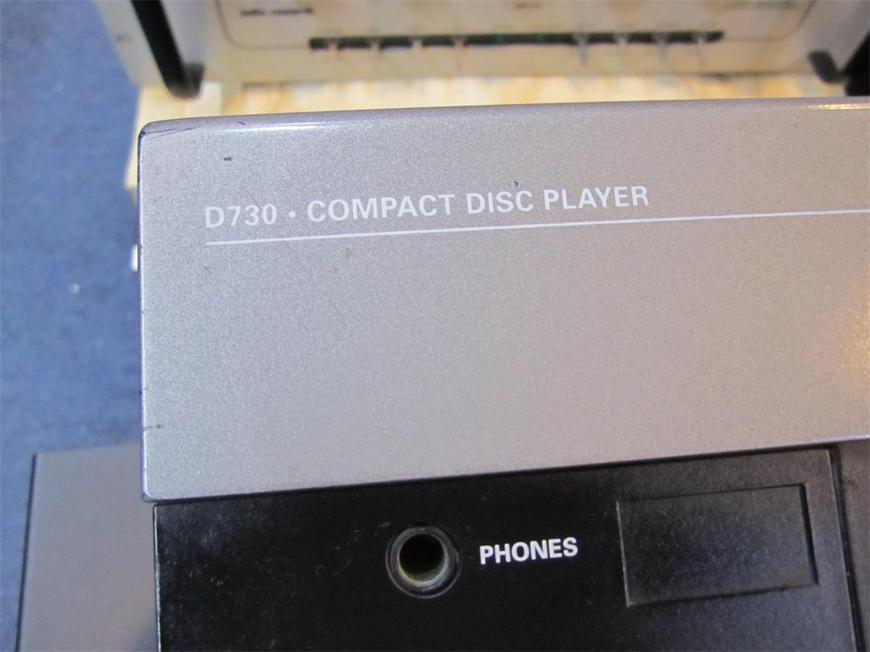 D730 · COMPACT DISC PLAYER
PHONES